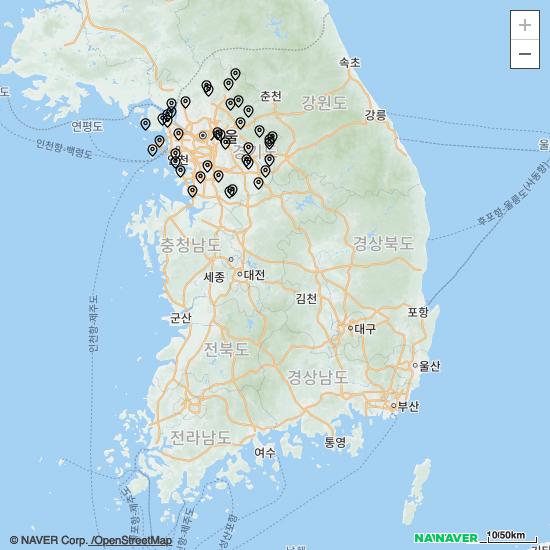 +
−
속초
춘천
강원도
강릉
연평도
서울
경기도
인천항-백령도
울
후포항-울릉도(사동항)
충청남도
경상북도
세종
대전
김천
인천항-제주도
군산
포항
대구
전라북도
경상남도
울산
부산
전라남도
통영
여수
© NAVER Corp. /OpenStreetMap
NAVER
10/50km